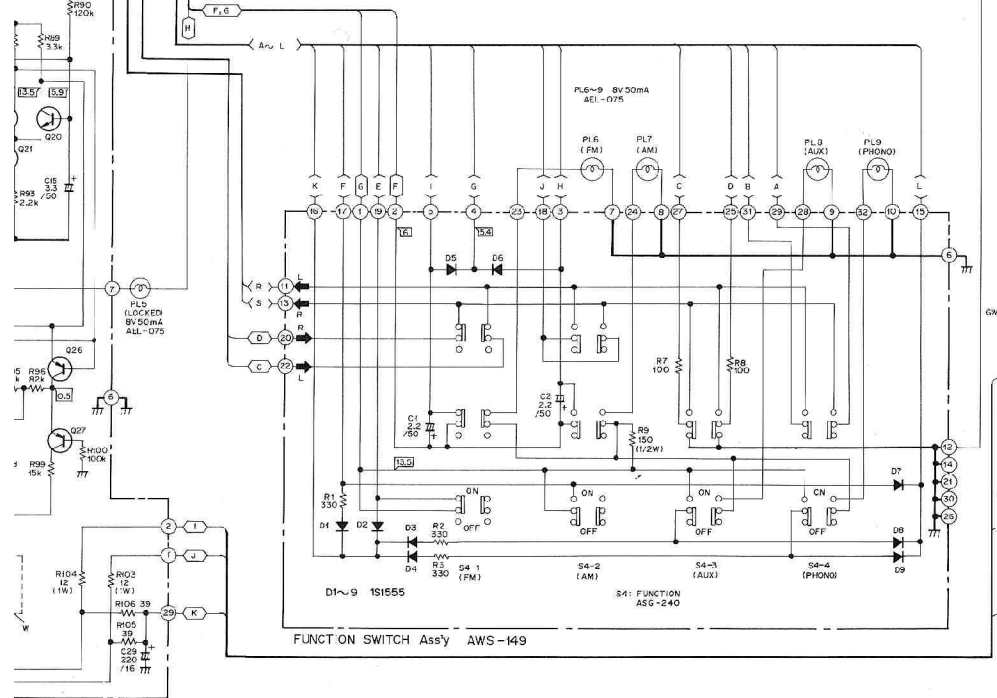 R90
120k
F, G
H
A~ L
R89
3.3k
13.5
5.9
Q20
Q21
C15
3.3
/50
R93
2.2k
PL6~9 8V 50mA
AEL-075
PL6
(FM)
PL7
(AM)
PL8
(AUX)
PL9
(PHONO)
K F G E F I G J H C D B A L
16 17 1 19 2 5 4 23 18 3 7 24 8 27 25 31 29 28 9 32 10 15
6
5.4
D5 D6
6
R
11
L
S
13
R
7
PL5
(LOCKED)
8V50mA
AEL-075
D
20
R
C
22
L
Q26
R96
82k
0.5
6
Q27
R100
100k
R99
15k
R7
100
R8
100
C1
2.2
/50
C2
2.2
/50
R9
150
(1/2W)
13.5
12
14
21
30
26
GW
R1
330
ON
OFF
ON
OFF
ON
OFF
ON
OFF
D7
D1 D2 D3
R2
330
D8
D4
R3
330
D9
S4-1
(FM)
S4-2
(AM)
S4-3
(AUX)
S4-4
(PHONO)
D1~9 1S1555
S4: FUNCTION
ASG-240
FUNCTION SWITCH Ass'y AWS-149
2
I
1
J
R104
12
(1W)
R103
12
(1W)
R106 39
29
K
R105
39
C29
220
/16
W